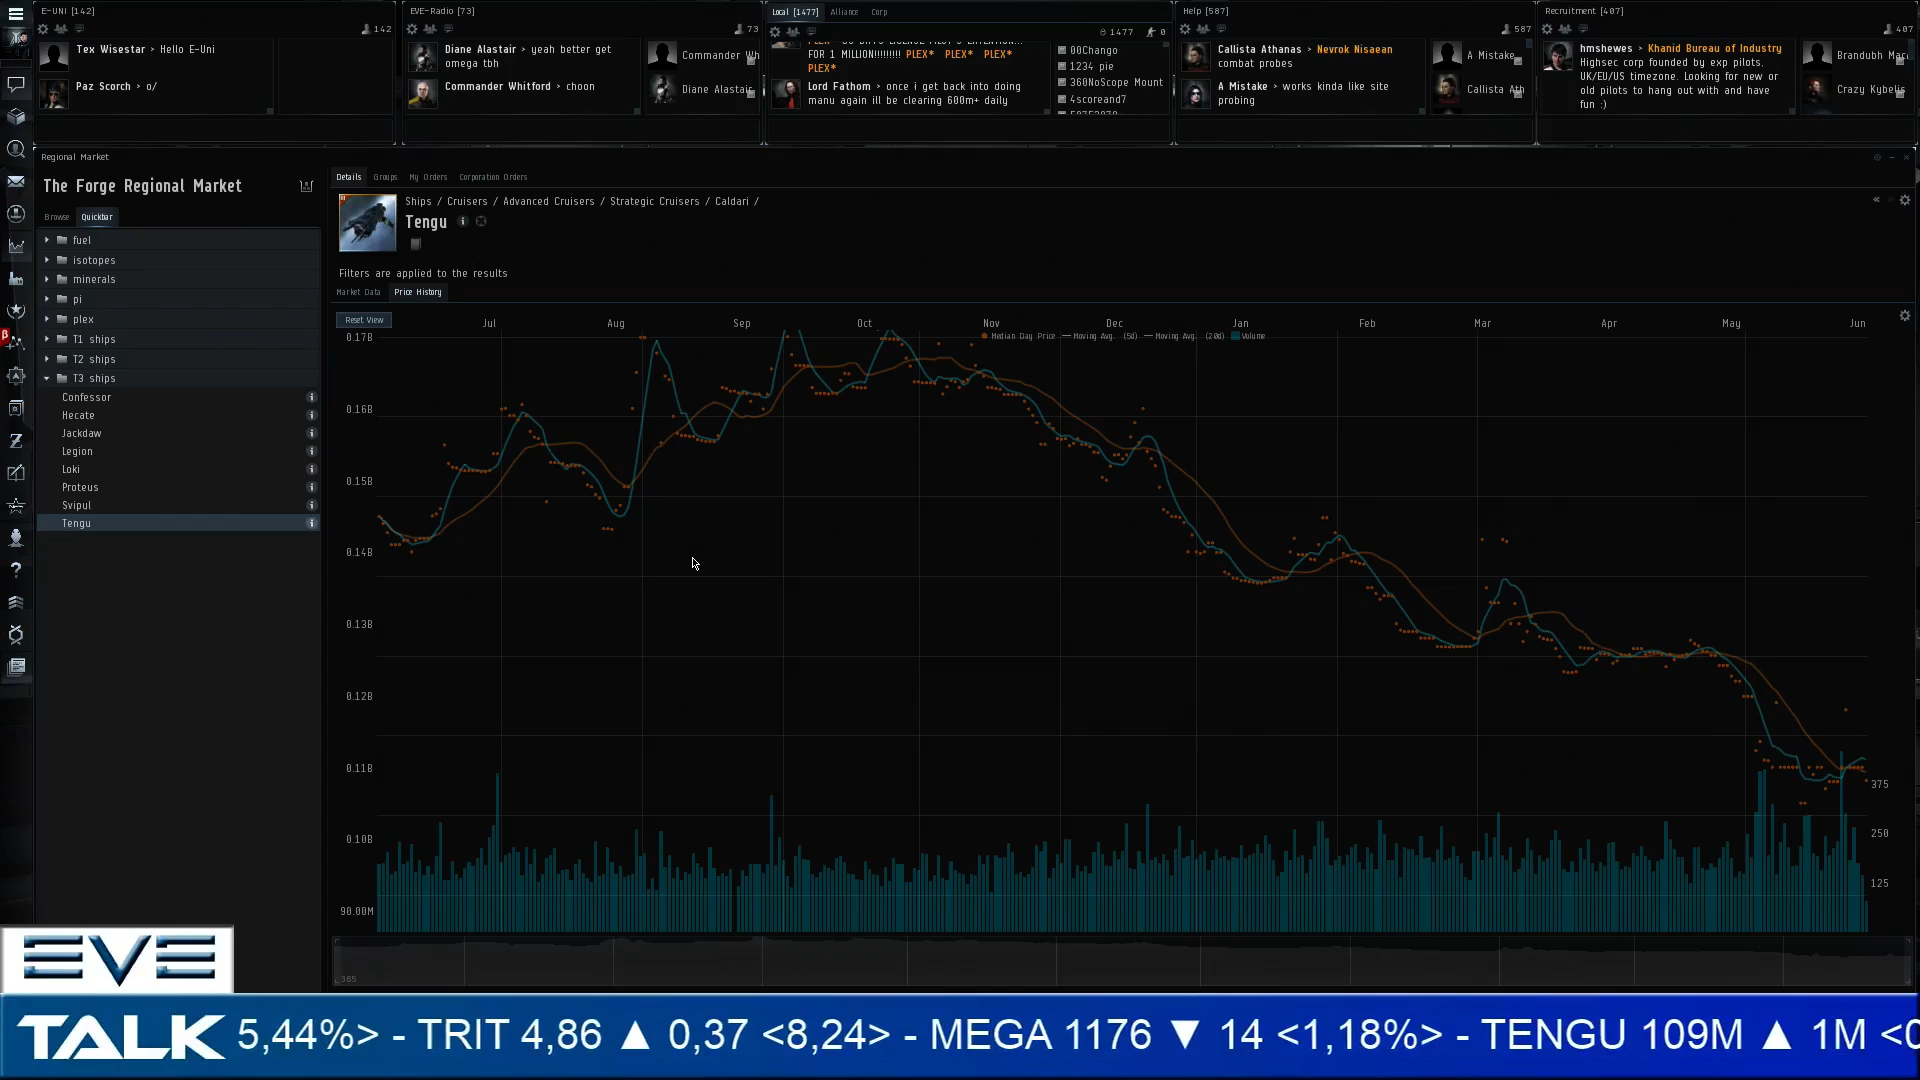 E-UNI [142]
142
Tex Wisestar > Hello E-Uni
Paz Scorch > o/
EVE-Radio [73]
73
Diane Alastair > yeah better get
omega tbh
Commander Whitford > choon
Commander Wh
Diane Alastair
Local [1477]
Alliance
Corp
1477
0
FOR 1 MILLION!!!!!!!!! PLEX* PLEX* PLEX*
PLEX*
Lord Fathom > once i get back into doing
manu again ill be clearing 600m+ daily
00Chango
1234 pie
360NoScope Mount
4scoreand7
Help [587]
587
Callista Athanas > Nevrok Nisaean
combat probes
A Mistake > works kinda like site
probing
A Mistake
Callista Ath
Recruitment [407]
407
hmshewes > Khanid Bureau of Industry
Highsec corp founded by exp pilots,
UK/EU/US timezone. Looking for new or
old pilots to hang out with and have
fun :)
Brandubh Mac
Crazy Kybelis
Regional Market
The Forge Regional Market
Browse
Quickbar
fuel
isotopes
minerals
pi
plex
T1 ships
T2 ships
T3 ships
Confessor
Hecate
Jackdaw
Legion
Loki
Proteus
Svipul
Tengu
Details
Groups
My Orders
Corporation Orders
Ships / Cruisers / Advanced Cruisers / Strategic Cruisers / Caldari /
Tengu
Filters are applied to the results
Market Data
Price History
Reset View
Jul
Aug
Sep
Oct
Nov
Dec
Jan
Feb
Mar
Apr
May
Jun
Median Day Price
Moving Avg. (5d)
Moving Avg. (20d)
Volume
0.17B
0.16B
0.15B
0.14B
0.13B
0.12B
0.11B
0.10B
90.00M
375
250
125
365
β
EVE
TALK
5,44%> - TRIT 4,86 ▲ 0,37 <8,24> - MEGA 1176 ▼ 14 <1,18%> - TENGU 109M ▲ 1M <0